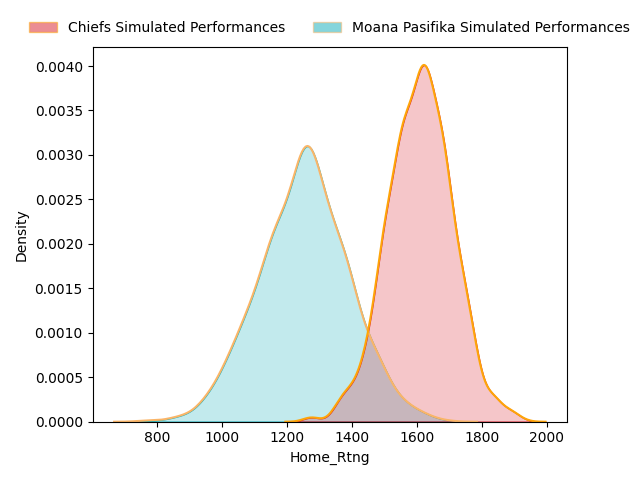 Chiefs Simulated Performances
Moana Pasifika Simulated Performances
0.0040
0.0035
0.0030
0.0025
0.0020
0.0015
0.0010
0.0005
0.0000
Density
800 1000 1200 1400 1600 1800 2000
Home_Rtng